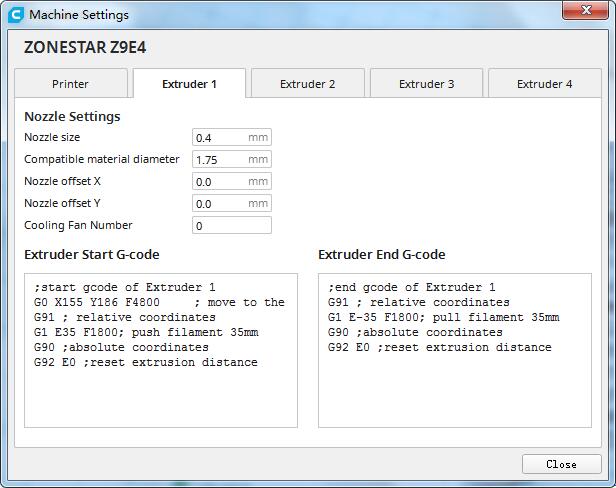 Machine Settings
ZONESTAR Z9E4
Printer
Extruder 1
Extruder 2
Extruder 3
Extruder 4
Nozzle Settings
Nozzle size
0.4 mm
Compatible material diameter
1.75 mm
Nozzle offset X
0.0 mm
Nozzle offset Y
0.0 mm
Cooling Fan Number
0
Extruder Start G-code
;start gcode of Extruder 1
G0 X155 Y186 F4800 ; move to the
G91 ; relative coordinates
G1 E35 F1800; push filament 35mm
G90 ;absolute coordinates
G92 E0 ;reset extrusion distance
Extruder End G-code
;end gcode of Extruder 1
G91 ; relative coordinates
G1 E-35 F1800; pull filament 35mm
G90 ;absolute coordinates
G92 E0 ;reset extrusion distance
Close